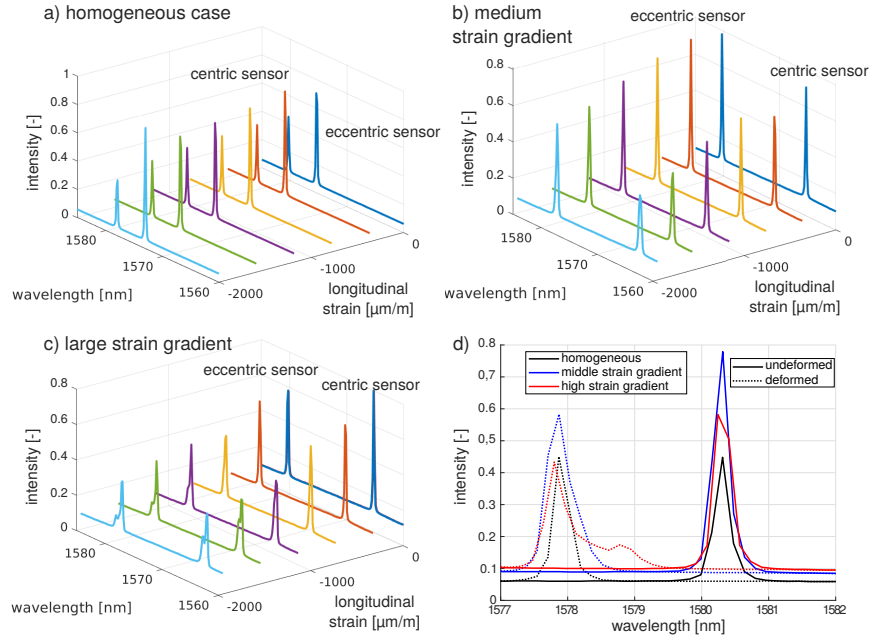 a) homogeneous case
centric sensor
eccentric sensor
intensity [-]
1
0.8
0.6
0.4
0.2
0
1580
1570
1560
wavelength [nm]
-2000
-1000
0
longitudinal
strain [µm/m]
b) medium
strain gradient
eccentric sensor
centric sensor
intensity [-]
0.8
0.6
0.4
0.2
0
1580
1570
1560
wavelength [nm]
-2000
-1000
0
longitudinal
strain [µm/m]
c) large strain gradient
eccentric sensor
centric sensor
intensity [-]
0.8
0.6
0.4
0.2
0
1580
1570
1560
wavelength [nm]
-2000
-1000
0
longitudinal
strain [µm/m]
d)
homogeneous
middle strain gradient
high strain gradient
undeformed
deformed
intensity [-]
0.8
0.7
0.6
0.5
0.4
0.3
0.2
0.1
0
1577
1578
1579
1580
1581
1582
wavelength [nm]